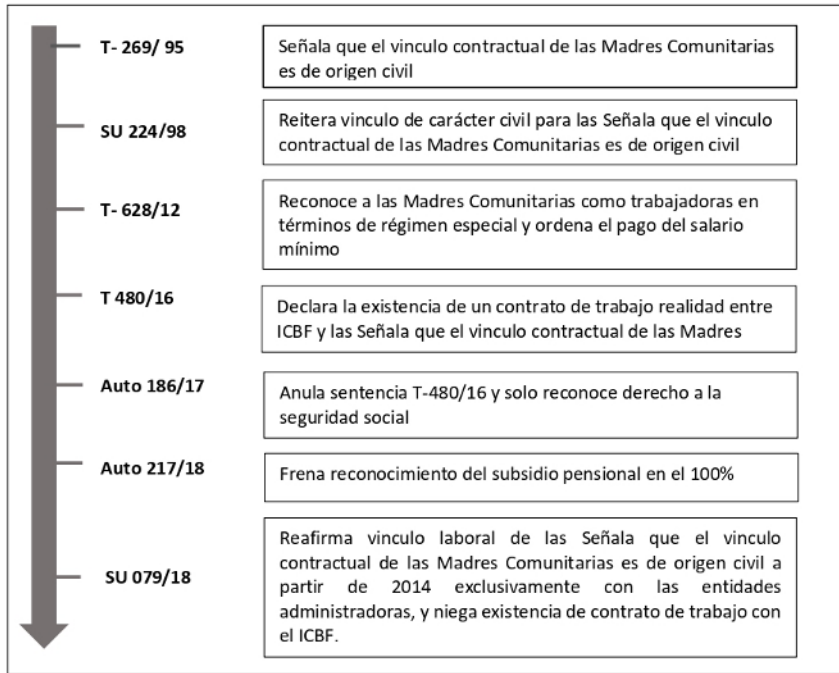 T- 269/ 95
Señala que el vinculo contractual de las Madres Comunitarias
es de origen civil
SU 224/98
Reitera vinculo de carácter civil para las Señala que el vinculo
contractual de las Madres Comunitarias es de origen civil
T- 628/12
Reconoce a las Madres Comunitarias como trabajadoras en
términos de régimen especial y ordena el pago del salario
mínimo
T 480/16
Declara la existencia de un contrato de trabajo realidad entre
ICBF y las Señala que el vinculo contractual de las Madres
Auto 186/17
Anula sentencia T-480/16 y solo reconoce derecho a la
seguridad social
Auto 217/18
Frena reconocimiento del subsidio pensional en el 100%
SU 079/18
Reafirma vinculo laboral de las Señala que el vinculo
contractual de las Madres Comunitarias es de origen civil a
partir de 2014 exclusivamente con las entidades
administradoras, y niega existencia de contrato de trabajo con
el ICBF.